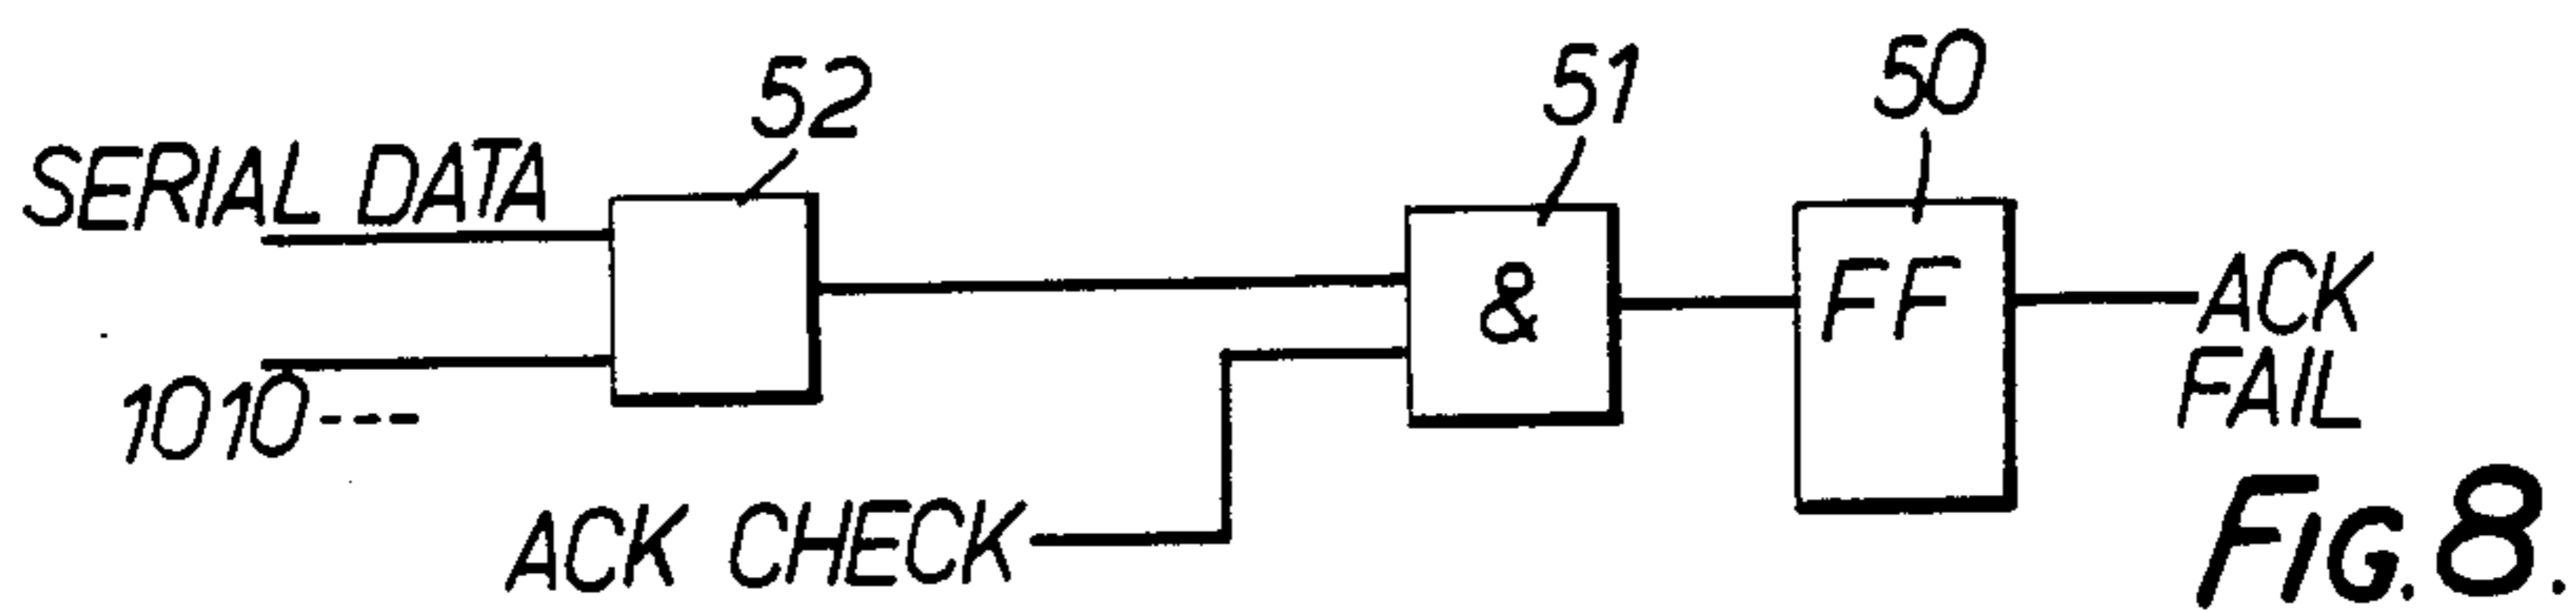 52
51
50
SERIAL DATA
1010---
&
FF
ACK
FAIL
ACK CHECK
FIG. 8.